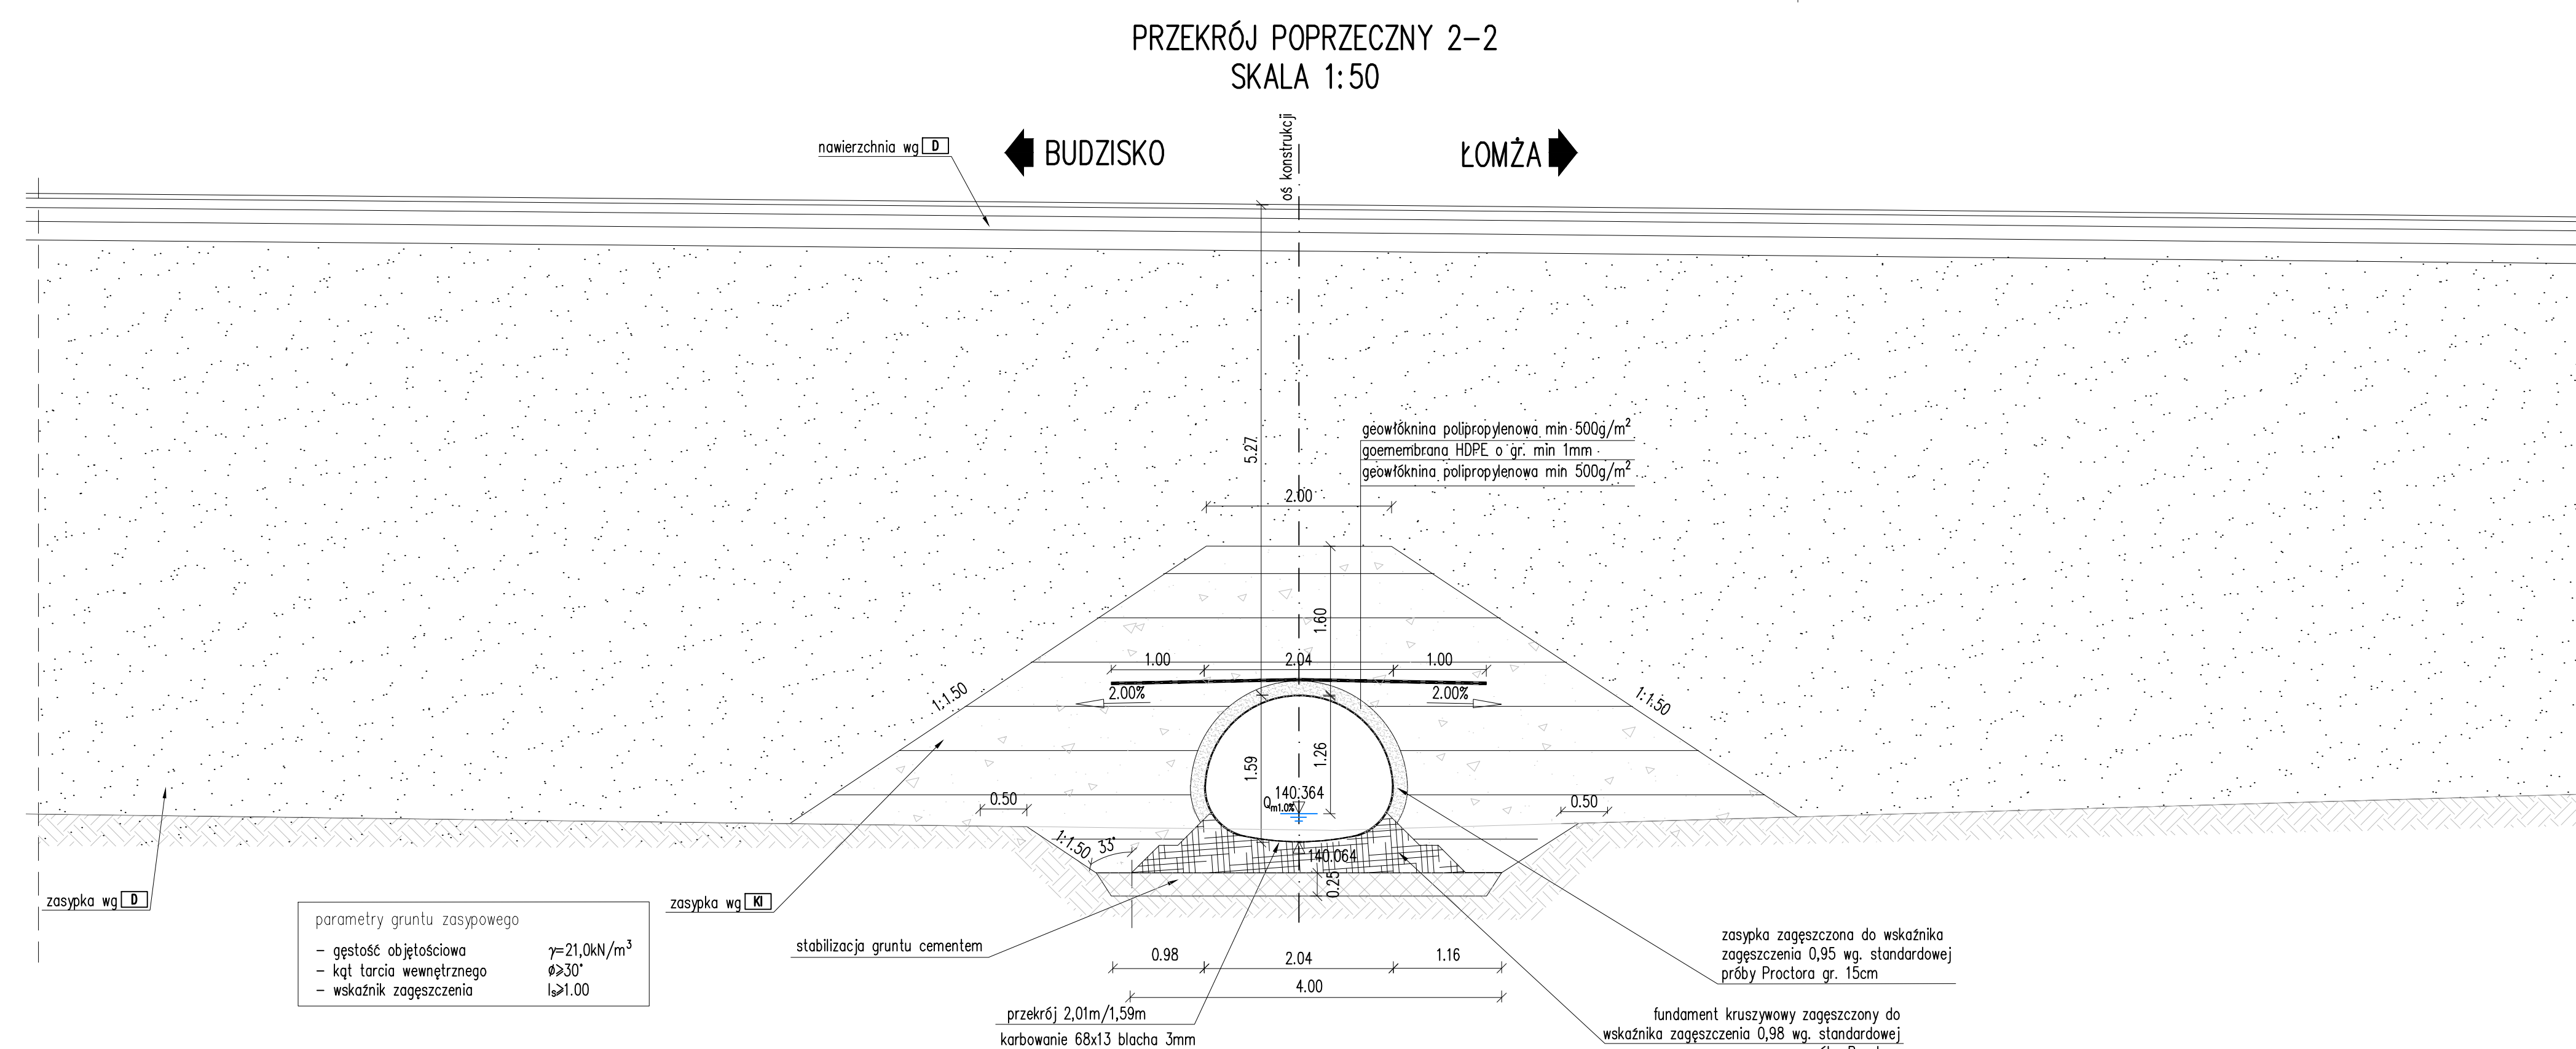 PRZEKRÓJ POPRZECZNY 2-2
SKALA 1:50
oś konstrukcji
BUDZISKO
ŁOMŻA
nawierzchnia wg D
5.27
geowłóknina polipropylenowa min 500g/m²
goemembrana HDPE o gr. min 1mm
geowłóknina polipropylenowa min 500g/m²
2.00
1.60
1.00
2.04
1.00
2.00%
2.00%
1:1.50
1:1.50
1.59
1.26
140.364
Qm1.0%
0.50
0.50
1:1.50
33°
140.064
0.25
zasypka wg D
zasypka wg KI
parametry gruntu zasypowego
- gęstość objętościowa γ=21,0kN/m³
- kąt tarcia wewnętrznego ø≥30°
- wskaźnik zagęszczenia Is≥1.00
stabilizacja gruntu cementem
0.98
2.04
1.16
4.00
przekrój 2,01m/1,59m
karbowanie 68x13 blacha 3mm
zasypka zagęszczona do wskaźnika
zagęszczenia 0,95 wg. standardowej
próby Proctora gr. 15cm
fundament kruszywowy zagęszczony do
wskaźnika zagęszczenia 0,98 wg. standardowej